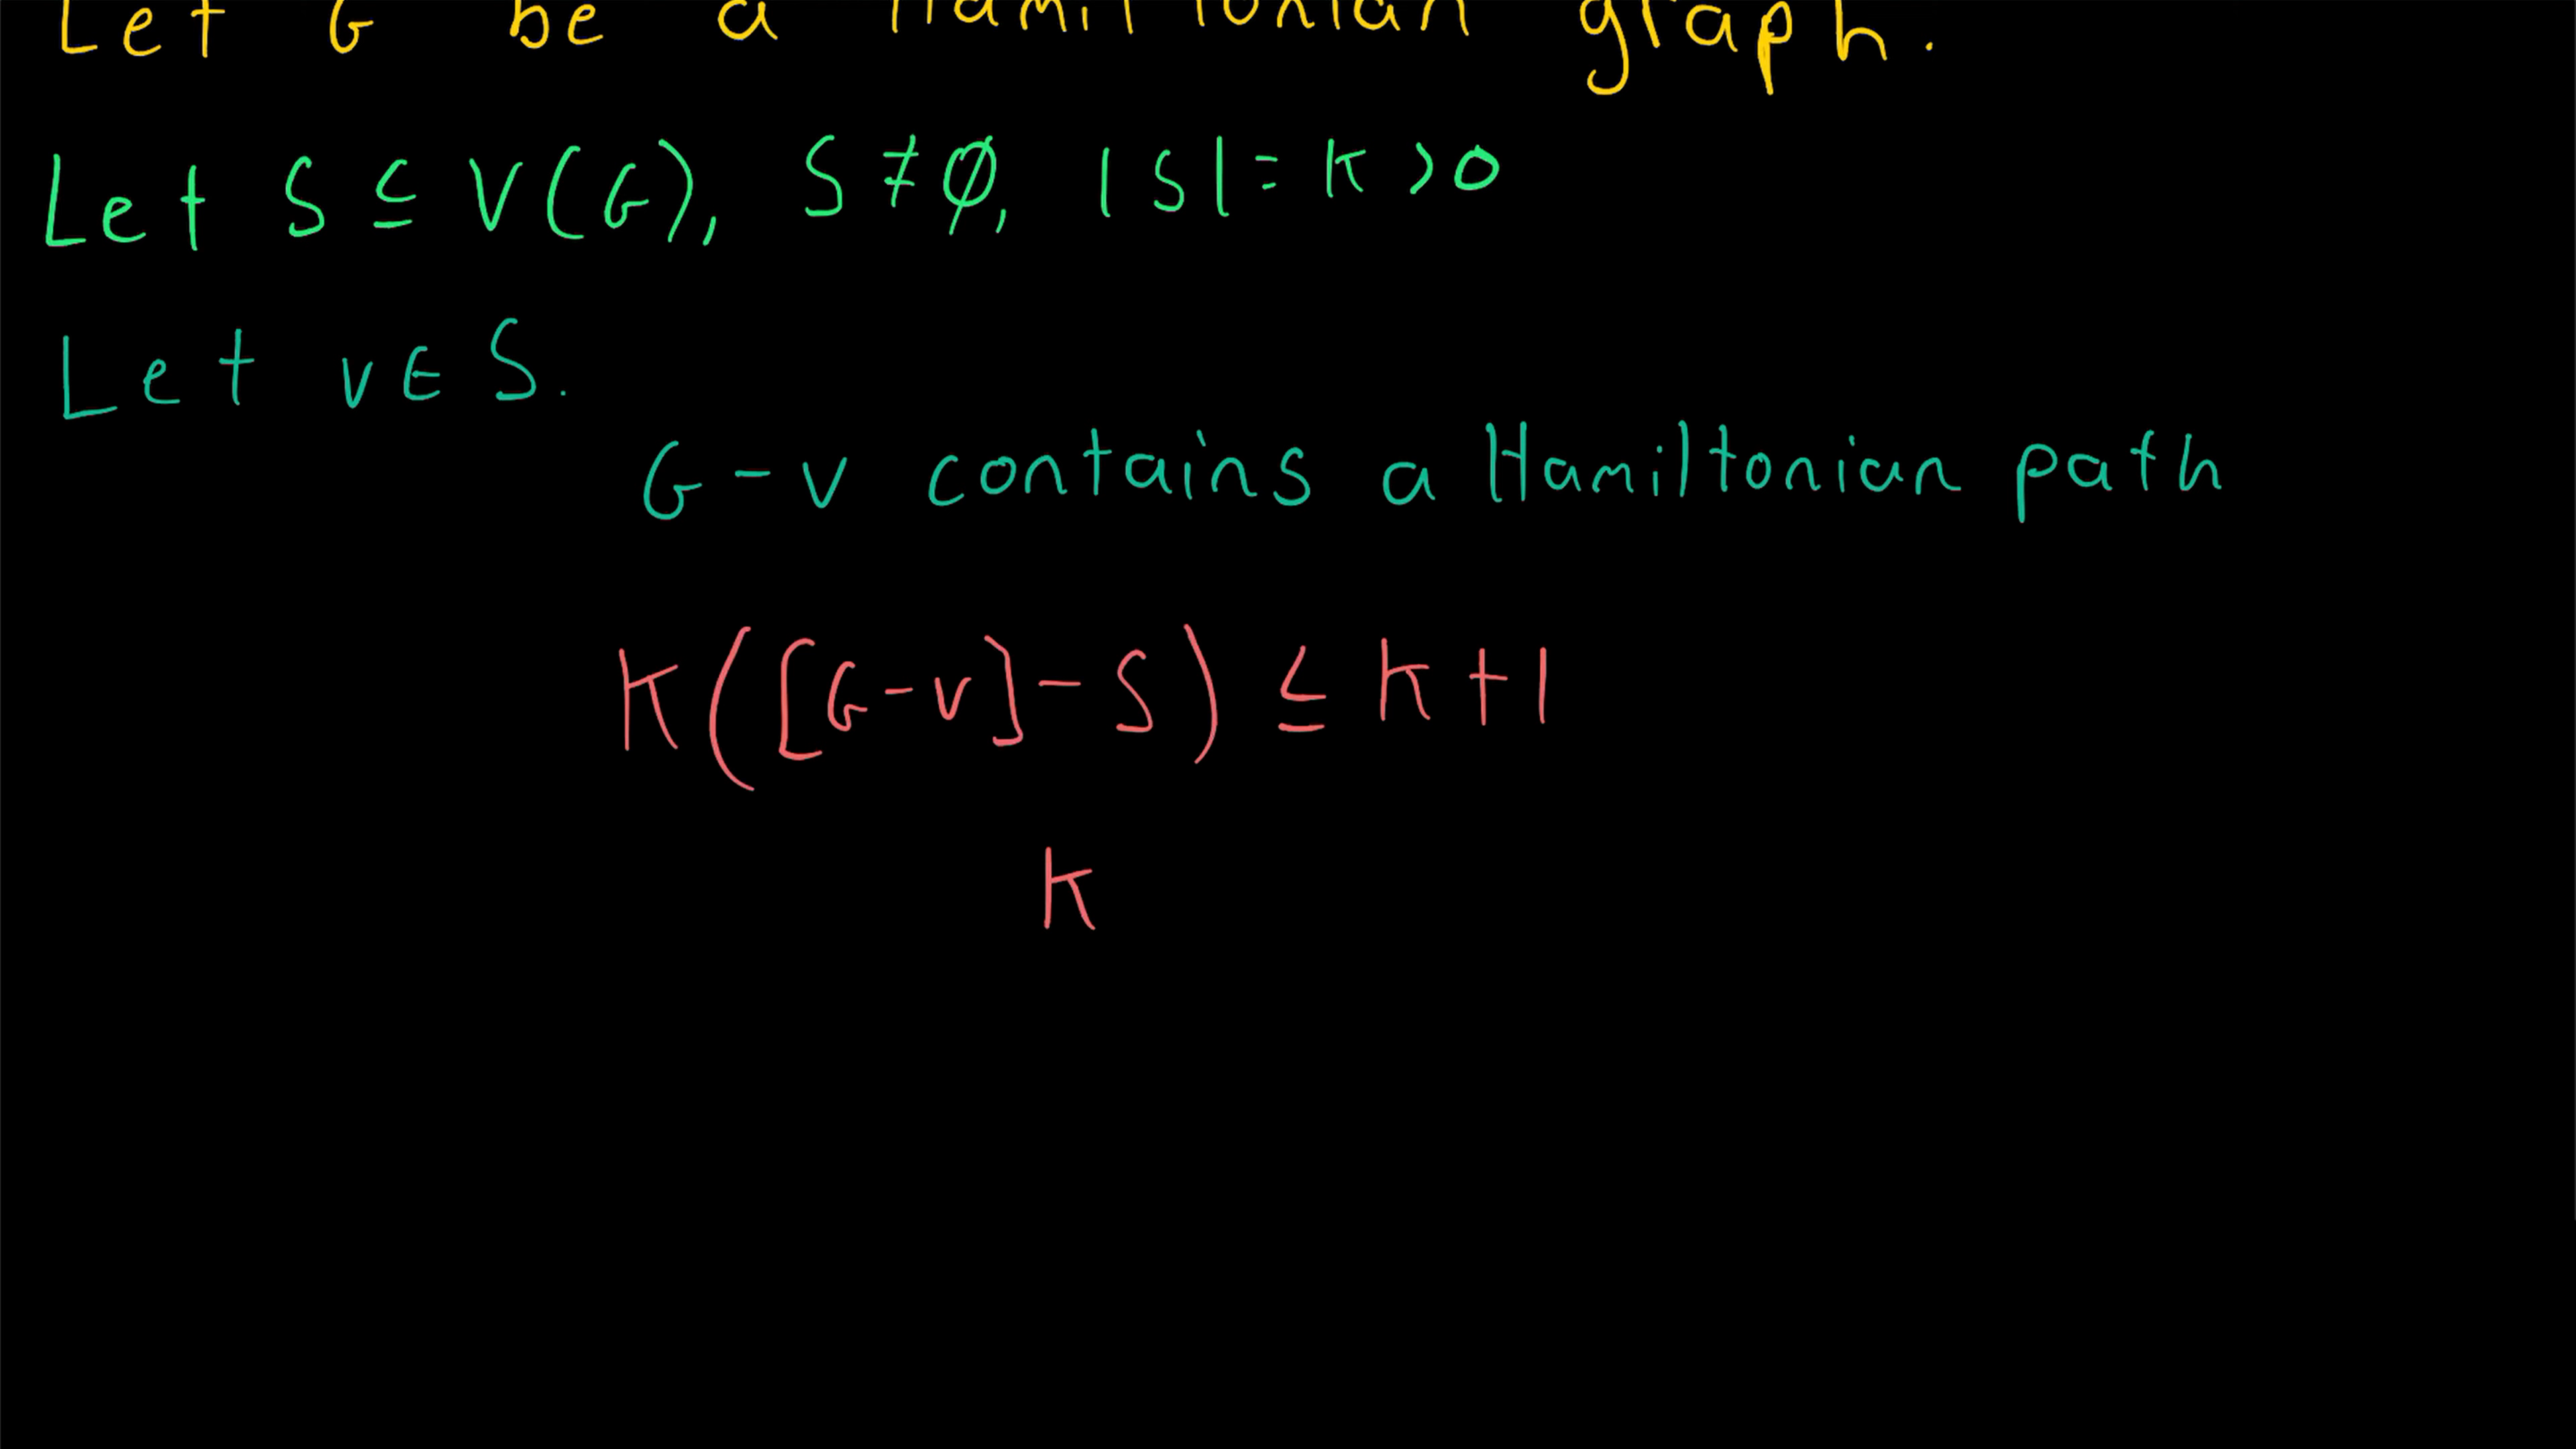 Let G be a Hamiltonian graph.
Let S ⊆ V(G), S ≠ ∅, |S| = k > 0
Let v ∈ S.
G - v contains a Hamiltonian path
K([G-v]-S) ≤ k+1
k